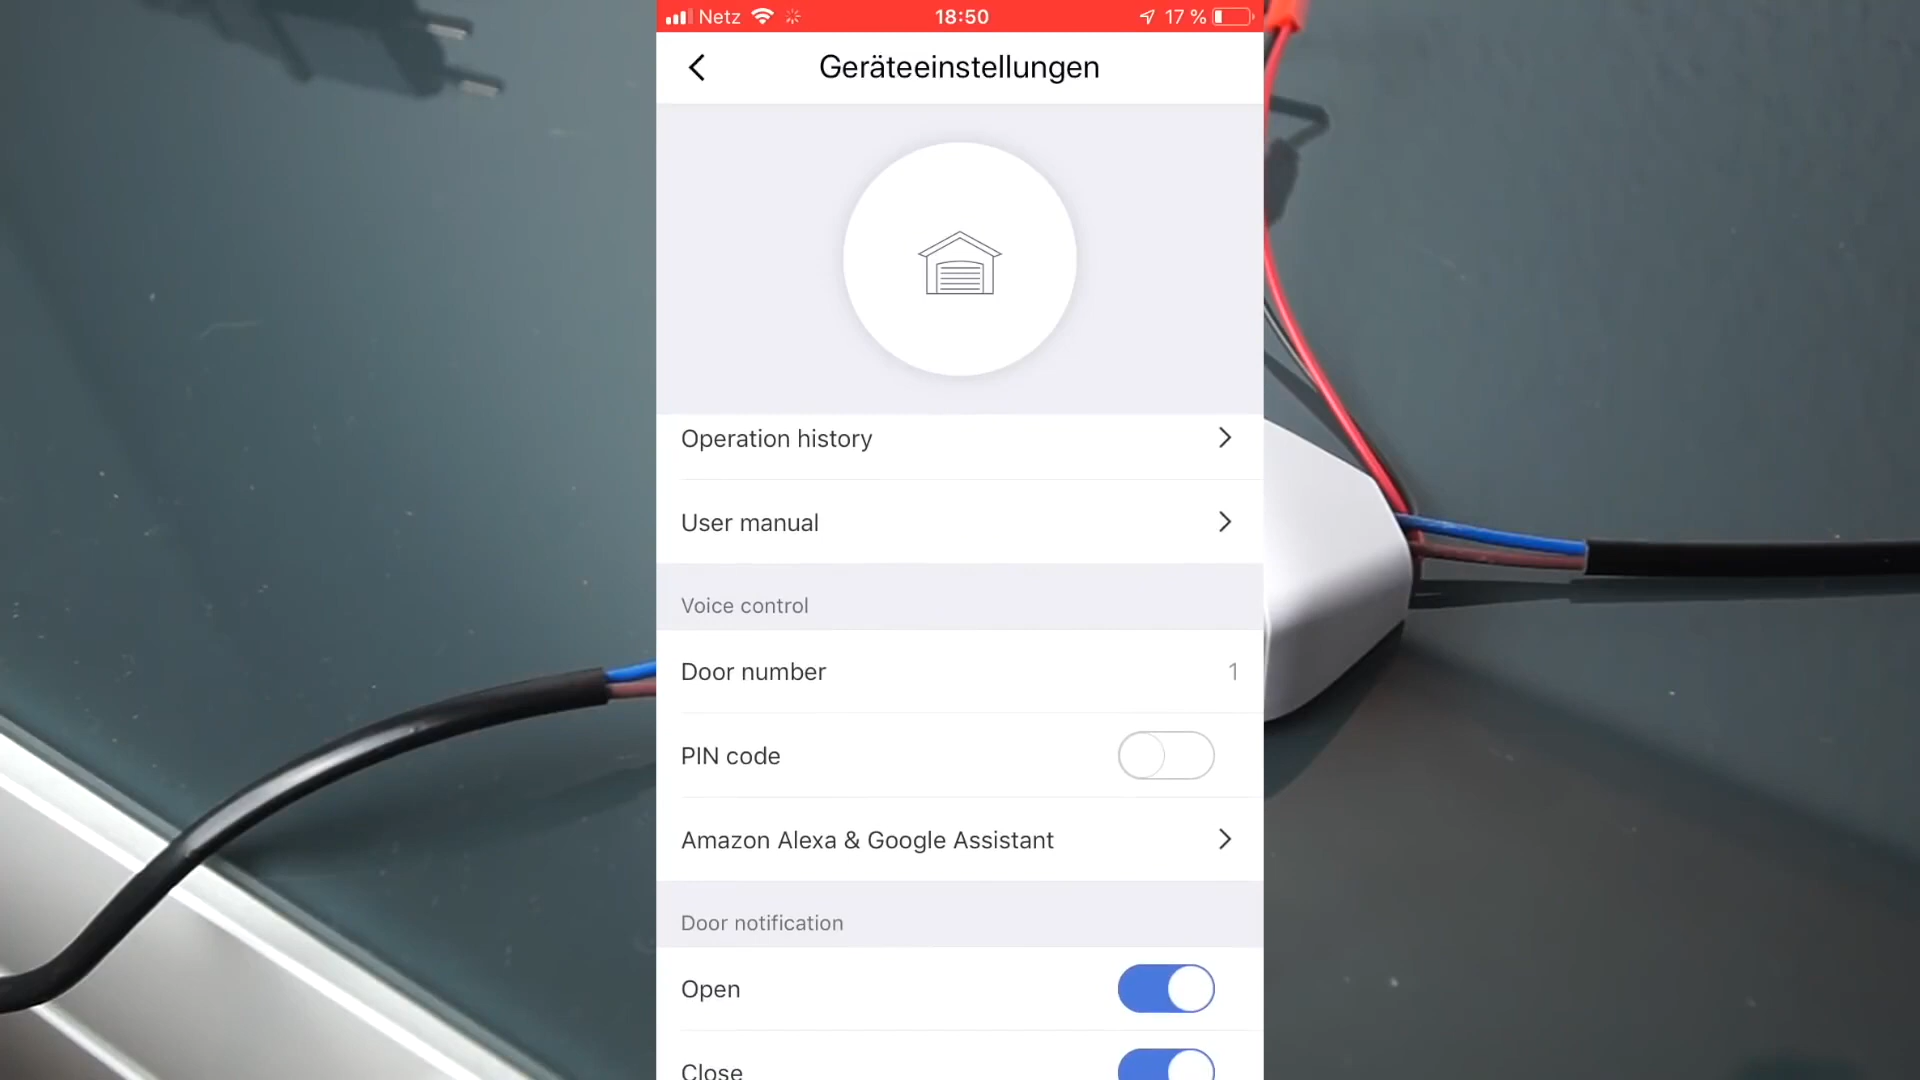 Netz 18:50 17 %
Geräteeinstellungen
Operation history
User manual
Voice control
Door number 1
PIN code
Amazon Alexa & Google Assistant
Door notification
Open
Close